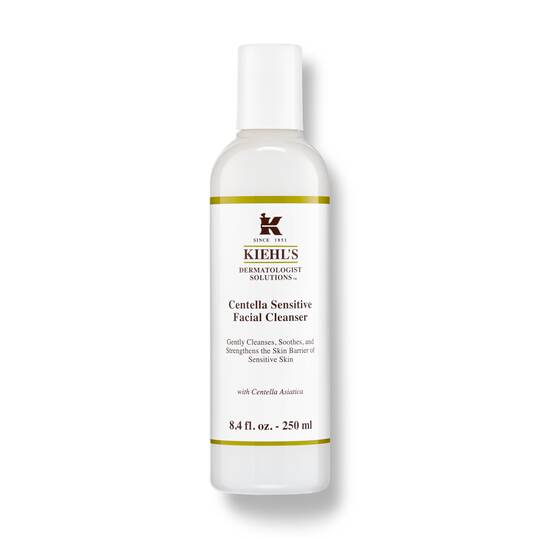 K
SINCE 1851
KIEHL'S
DERMATOLOGIST
SOLUTIONS™
Centella Sensitive
Facial Cleanser
Gently Cleanses, Soothes, and
Strengthens the Skin Barrier of
Sensitive Skin
with Centella Asiatica
8.4 fl. oz. - 250 ml